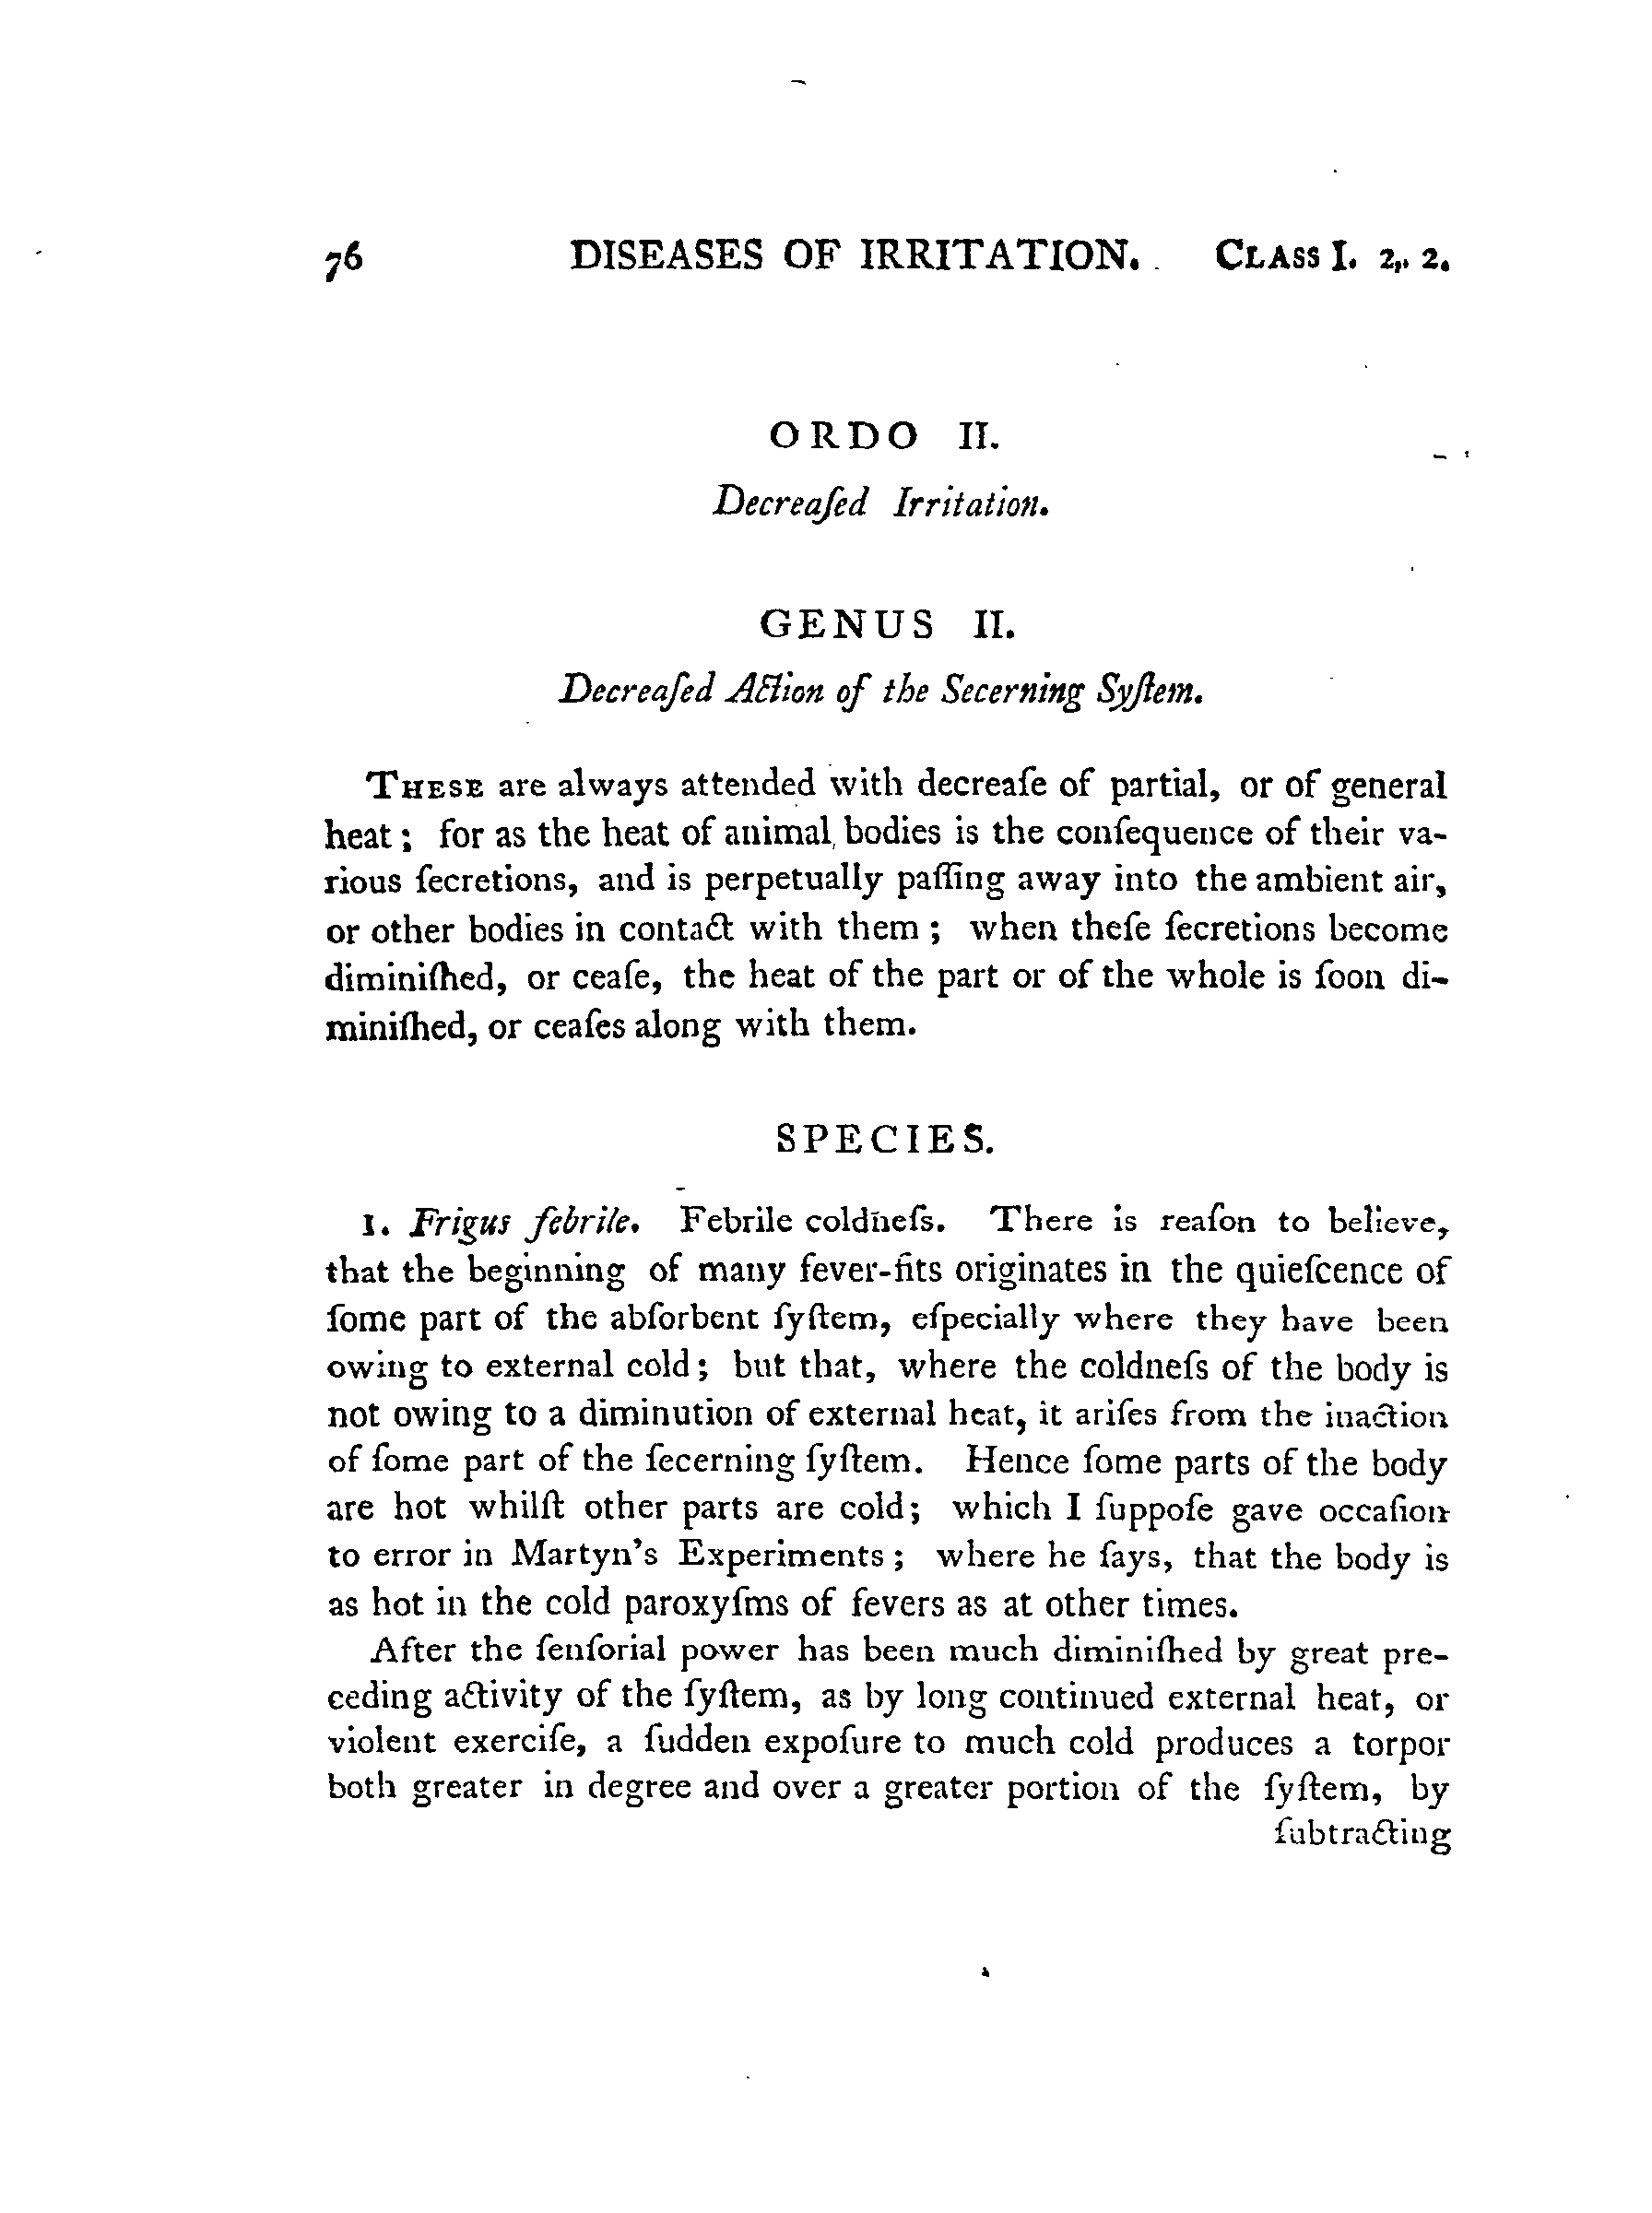 76 DISEASES OF IRRITATION. CLASS I. 2. 2.
ORDO II.
Decreaſed Irritation.
GENUS II.
Decreaſed Action of the Secerning Syſtem.
THESE are always attended with decreaſe of partial, or of general
heat; for as the heat of animal bodies is the conſequence of their va-
rious ſecretions, and is perpetually paſſing away into the ambient air,
or other bodies in contact with them; when theſe ſecretions become
diminiſhed, or ceaſe, the heat of the part or of the whole is ſoon di-
miniſhed, or ceaſes along with them.
SPECIES.
1. Frigus febrile. Febrile coldneſs. There is reaſon to believe,
that the beginning of many fever-fits originates in the quieſcence of
ſome part of the abſorbent ſyſtem, eſpecially where they have been
owing to external cold; but that, where the coldneſs of the body is
not owing to a diminution of external heat, it ariſes from the inaction
of ſome part of the ſecerning ſyſtem. Hence ſome parts of the body
are hot whilſt other parts are cold; which I ſuppoſe gave occaſion
to error in Martyn's Experiments; where he ſays, that the body is
as hot in the cold paroxyſms of fevers as at other times.
After the ſenſorial power has been much diminiſhed by great pre-
ceding activity of the ſyſtem, as by long continued external heat, or
violent exerciſe, a ſudden expoſure to much cold produces a torpor
both greater in degree and over a greater portion of the ſyſtem, by
ſubtracting